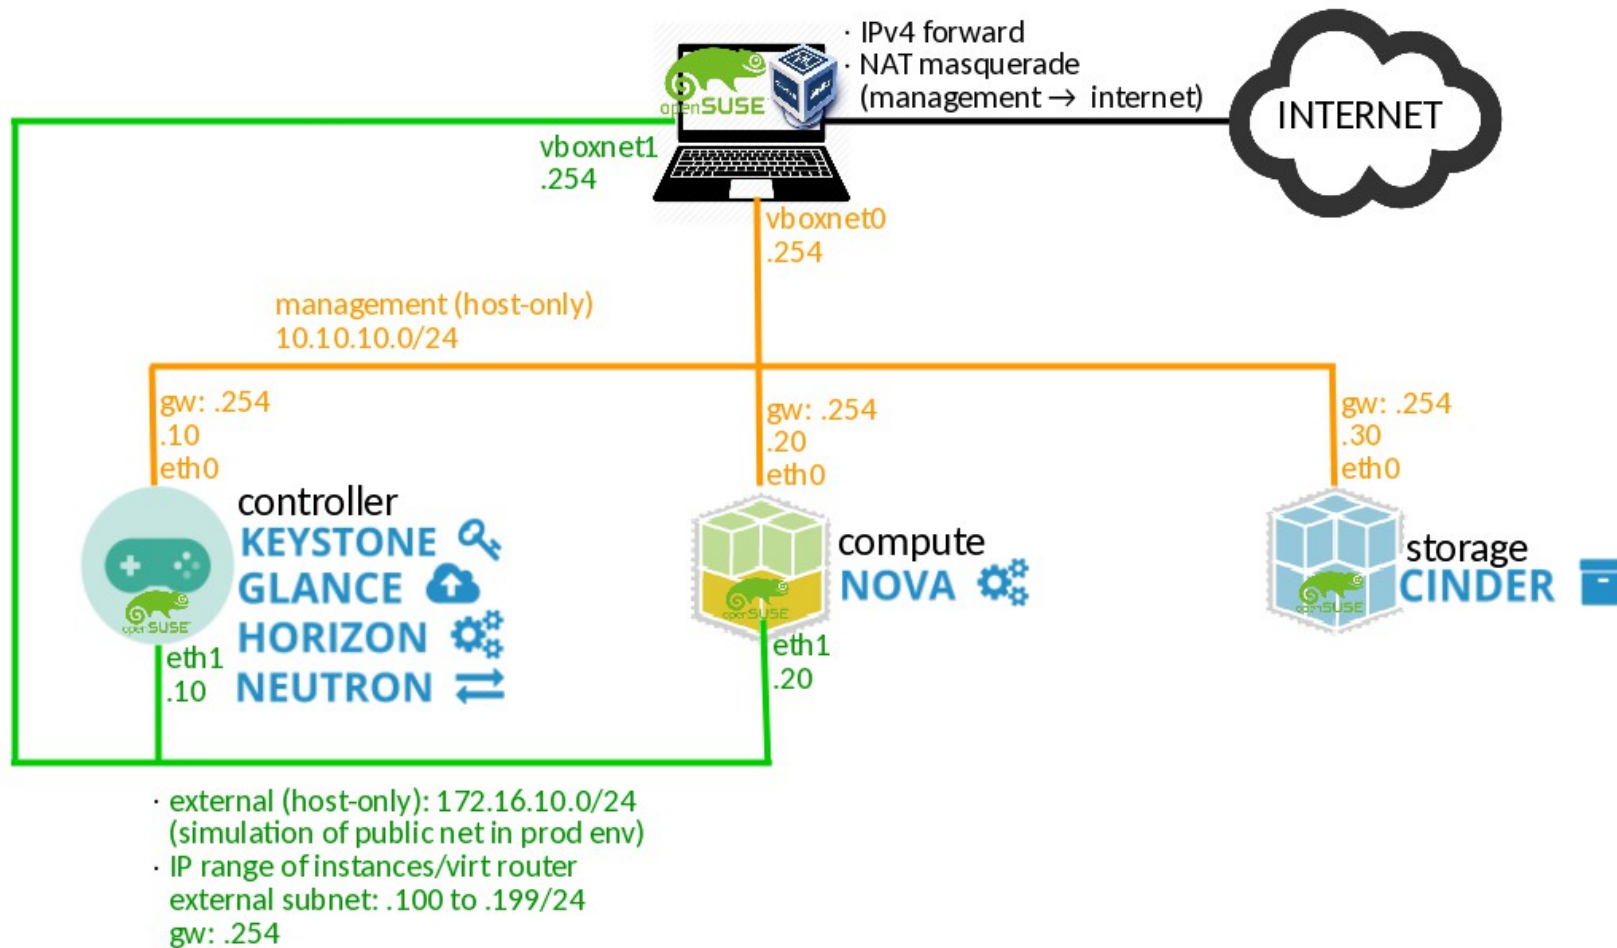 · IPv4 forward
· NAT masquerade
(management → internet)
INTERNET
openSUSE
vboxnet1
.254
vboxnet0
.254
management (host-only)
10.10.10.0/24
gw: .254
.10
eth0
gw: .254
.20
eth0
gw: .254
.30
eth0
controller
KEYSTONE
GLANCE
HORIZON
NEUTRON
openSUSE
eth1
.10
compute
NOVA
openSUSE
eth1
.20
storage
CINDER
openSUSE
· external (host-only): 172.16.10.0/24
(simulation of public net in prod env)
· IP range of instances/virt router
external subnet: .100 to .199/24
gw: .254